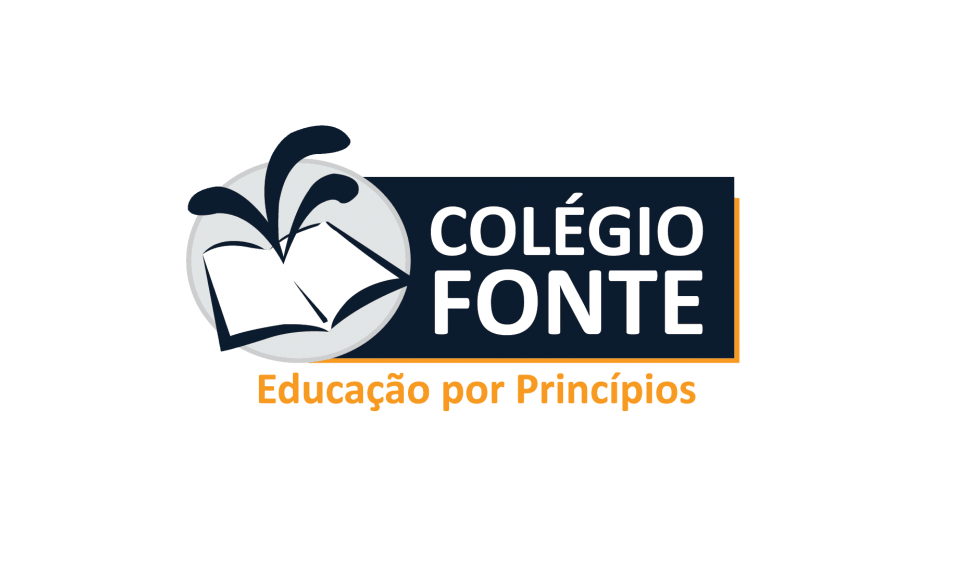 COLÉGIO
FONTE
Educação por Princípios